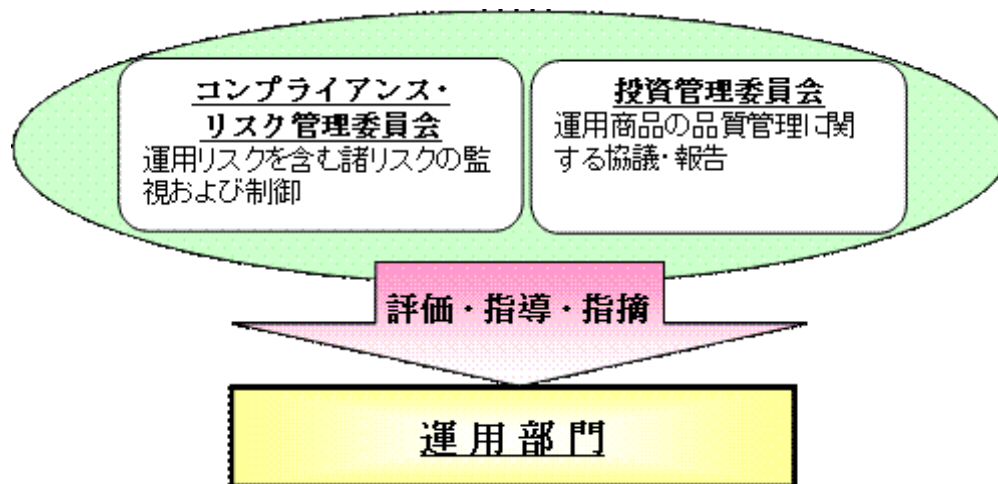 コンプライアンス・
リスク管理委員会
運用リスクを含む諸リスクの監
視および制御
投資管理委員会
運用商品の品質管理に関
する協議・報告
評価・指導・指摘
運用部門